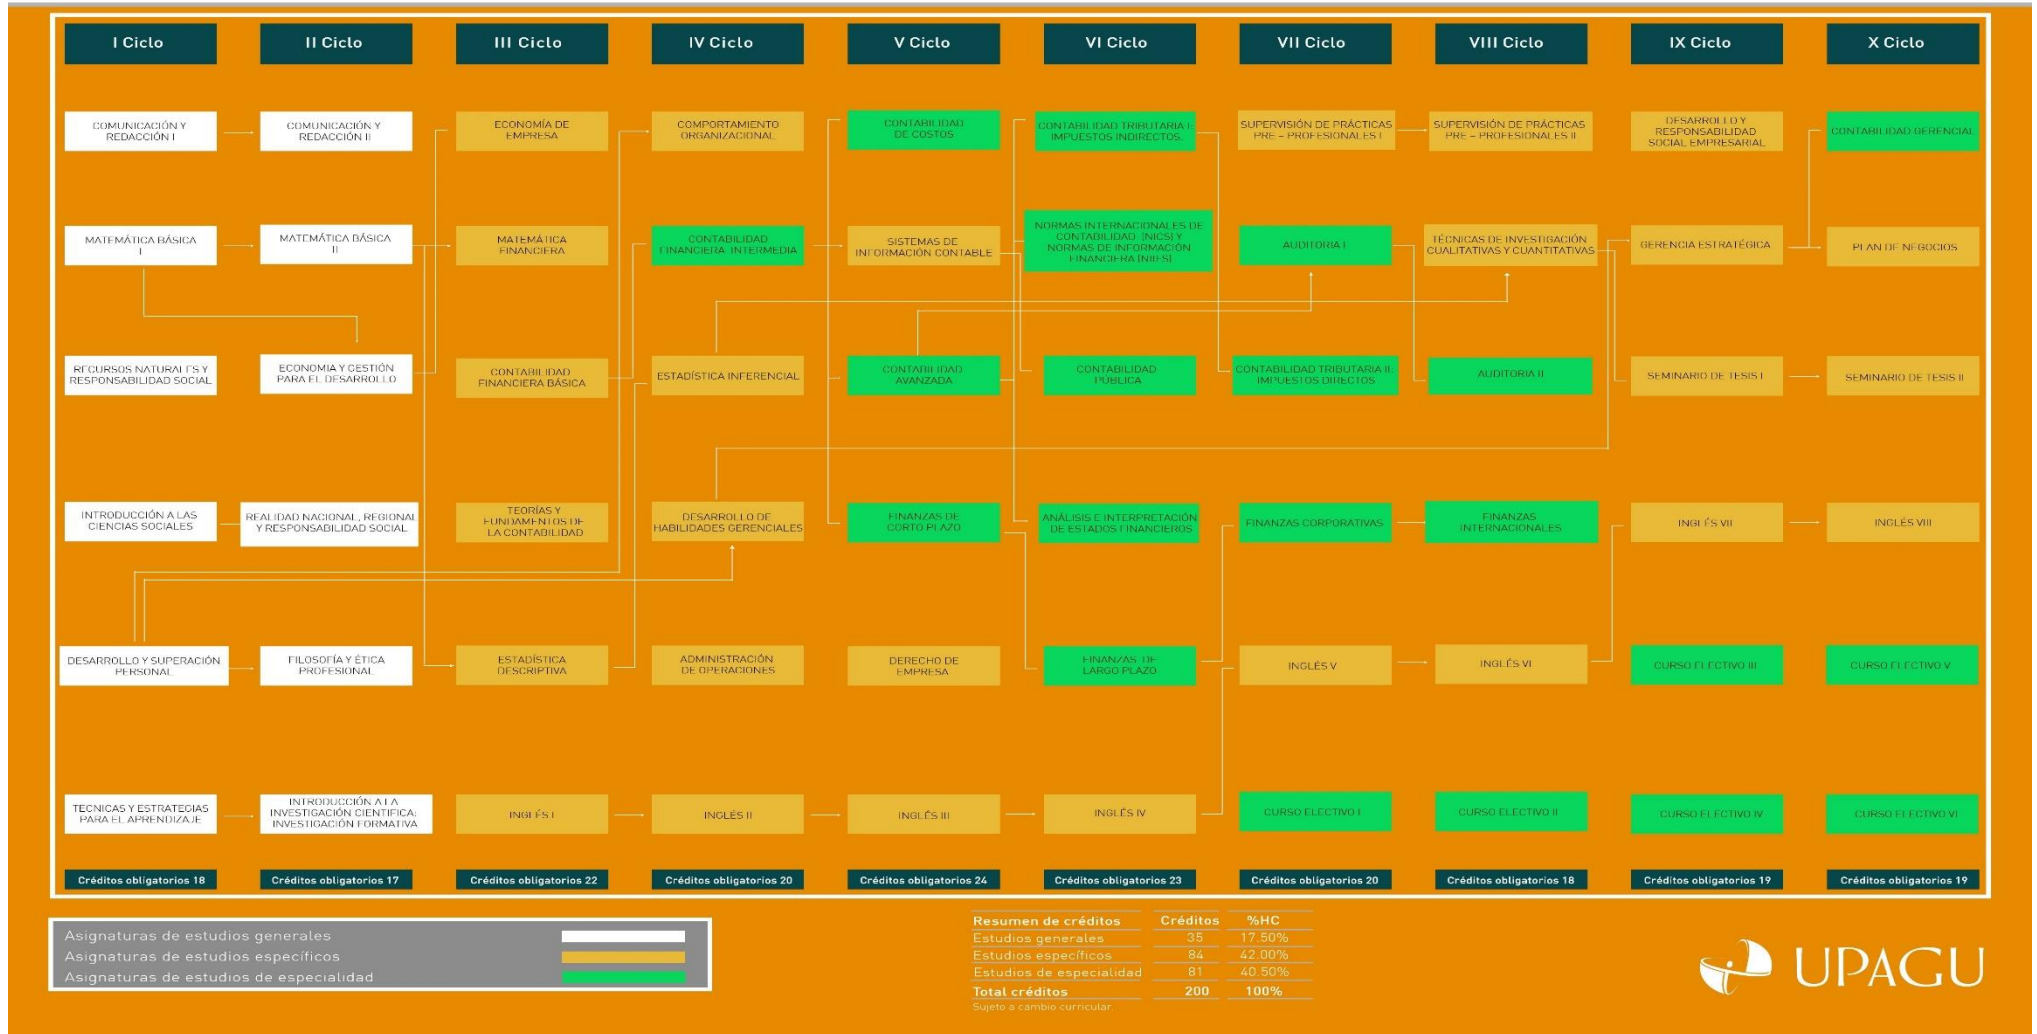 I Ciclo
II Ciclo
III Ciclo
IV Ciclo
V Ciclo
VI Ciclo
VII Ciclo
VIII Ciclo
IX Ciclo
X Ciclo
COMUNICACIÓN Y
REDACCIÓN I
COMUNICACIÓN Y
REDACCIÓN II
ECONOMÍA DE
EMPRESA
COMPORTAMIENTO
ORGANIZACIONAL
CONTABILIDAD
DE COSTOS
CONTABILIDAD TRIBUTARIA I:
IMPUESTOS INDIRECTOS.
SUPERVISIÓN DE PRÁCTICAS
PRE – PROFESIONALES I
SUPERVISIÓN DE PRÁCTICAS
PRE – PROFESIONALES II
DESARROLLO Y
RESPONSABILIDAD
SOCIAL EMPRESARIAL
CONTABILIDAD GERENCIAL
MATEMÁTICA BÁSICA
I
MATEMÁTICA BÁSICA
II
MATEMÁTICA
FINANCIERA
CONTABILIDAD
FINANCIERA INTERMEDIA
SISTEMAS DE
INFORMACIÓN CONTABLE
NORMAS INTERNACIONALES DE
CONTABILIDAD (NICS) Y
NORMAS DE INFORMACIÓN
FINANCIERA (NIIFS)
AUDITORIA I
TÉCNICAS DE INVESTIGACIÓN
CUALITATIVAS Y CUANTITATIVAS
GERENCIA ESTRATÉGICA
PLAN DE NEGOCIOS
RECURSOS NATURALES Y
RESPONSABILIDAD SOCIAL
ECONOMIA Y GESTIÓN
PARA EL DESARROLLO
CONTABILIDAD
FINANCIERA BÁSICA
ESTADÍSTICA INFERENCIAL
CONTABILIDAD
AVANZADA
CONTABILIDAD
PÚBLICA
CONTABILIDAD TRIBUTARIA II:
IMPUESTOS DIRECTOS
AUDITORIA II
SEMINARIO DE TESIS I
SEMINARIO DE TESIS II
INTRODUCCIÓN A LAS
CIENCIAS SOCIALES
REALIDAD NACIONAL, REGIONAL
Y RESPONSABILIDAD SOCIAL
TEORÍAS Y
FUNDAMENTOS DE
LA CONTABILIDAD
DESARROLLO DE
HABILIDADES GERENCIALES
FINANZAS DE
CORTO PLAZO
ANÁLISIS E INTERPRETACIÓN
DE ESTADOS FINANCIEROS
FINANZAS CORPORATIVAS
FINANZAS
INTERNACIONALES
INGLÉS VII
INGLÉS VIII
DESARROLLO Y SUPERACIÓN
PERSONAL
FILOSOFÍA Y ÉTICA
PROFESIONAL
ESTADÍSTICA
DESCRIPTIVA
ADMINISTRACIÓN
DE OPERACIONES
DERECHO DE
EMPRESA
FINANZAS DE
LARGO PLAZO
INGLÉS V
INGLÉS VI
CURSO ELECTIVO III
CURSO ELECTIVO V
TECNICAS Y ESTRATEGIAS
PARA EL APRENDIZAJE
INTRODUCCIÓN A LA
INVESTIGACIÓN CIENTIFICA:
INVESTIGACIÓN FORMATIVA
INGLÉS I
INGLÉS II
INGLÉS III
INGLÉS IV
CURSO ELECTIVO I
CURSO ELECTIVO II
CURSO ELECTIVO IV
CURSO ELECTIVO VI
Créditos obligatorios 18
Créditos obligatorios 17
Créditos obligatorios 22
Créditos obligatorios 20
Créditos obligatorios 24
Créditos obligatorios 23
Créditos obligatorios 20
Créditos obligatorios 18
Créditos obligatorios 19
Créditos obligatorios 19
Asignaturas de estudios generales
Asignaturas de estudios específicos
Asignaturas de estudios de especialidad
Resumen de créditos Créditos %HC
Estudios generales 35 17.50%
Estudios específicos 84 42.00%
Estudios de especialidad 81 40.50%
Total créditos 200 100%
Sujeto a cambio curricular.
UPAGU